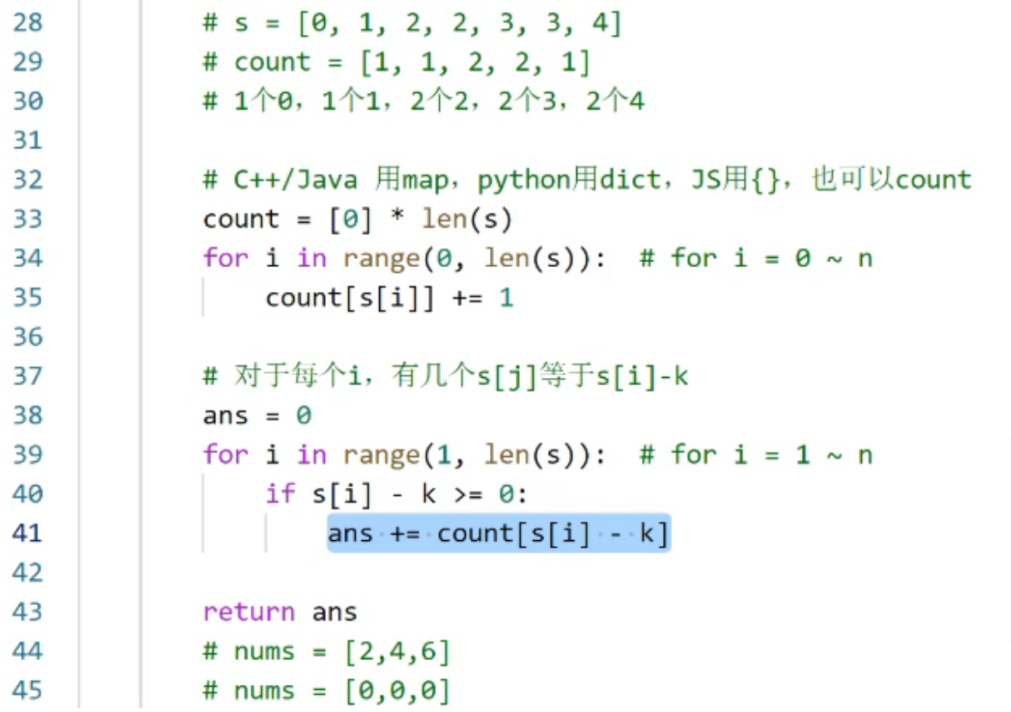 28 # s = [0, 1, 2, 2, 3, 3, 4]
29 # count = [1, 1, 2, 2, 1]
30 # 1个0，1个1，2个2，2个3，2个4
31
32 # C++/Java 用map，python用dict，JS用{}，也可以count
33 count = [0] * len(s)
34 for i in range(0, len(s)):  # for i = 0 ~ n
35     count[s[i]] += 1
36
37 # 对于每个i，有几个s[j]等于s[i]-k
38 ans = 0
39 for i in range(1, len(s)):  # for i = 1 ~ n
40     if s[i] - k >= 0:
41         ans += count[s[i] - k]
42
43 return ans
44 # nums = [2,4,6]
45 # nums = [0,0,0]